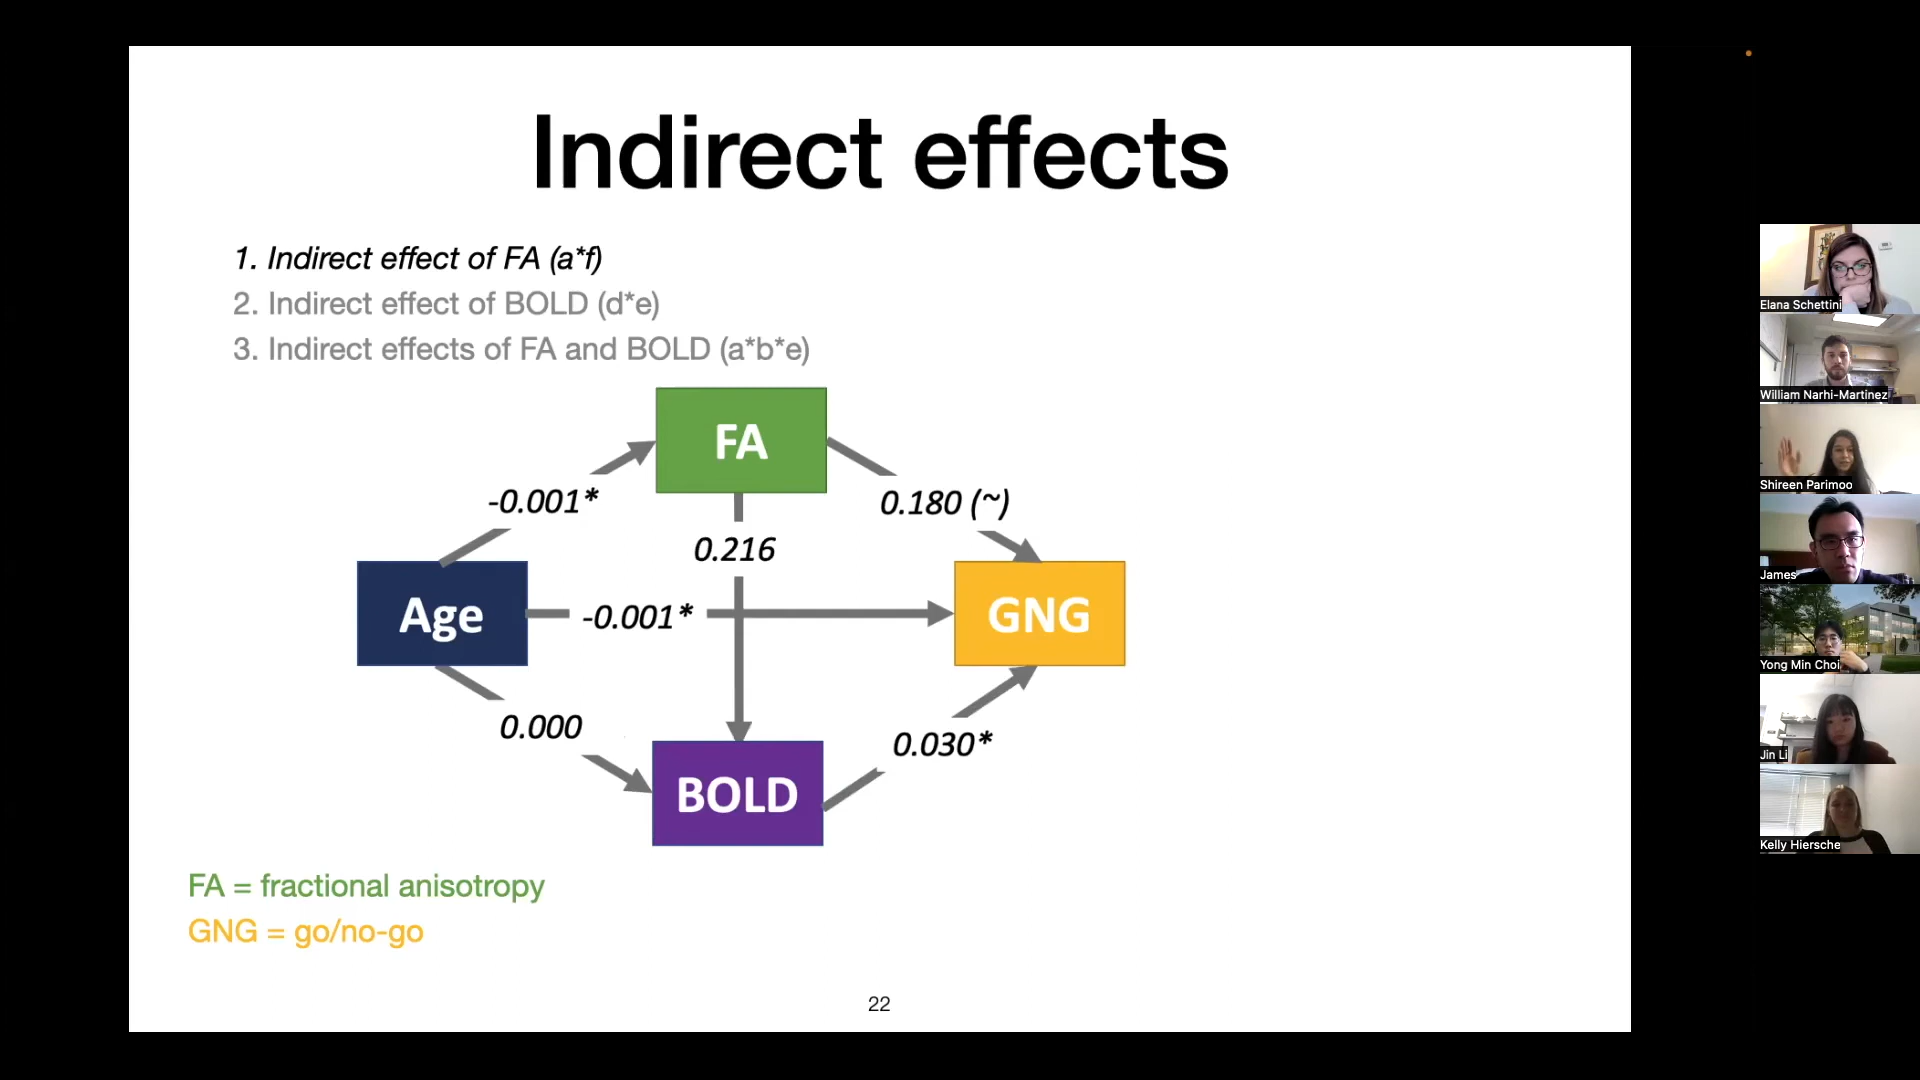 Indirect effects
1. Indirect effect of FA (a*f)
2. Indirect effect of BOLD (d*e)
3. Indirect effects of FA and BOLD (a*b*e)
FA
-0.001*
0.180 (~)
0.216
Age
-0.001*
GNG
0.000
0.030*
BOLD
FA = fractional anisotropy
GNG = go/no-go
22
Elana Schettini
William Narhi-Martinez
Shireen Parimoo
James
Yong Min Choi
Jin Li
Kelly Hiersche